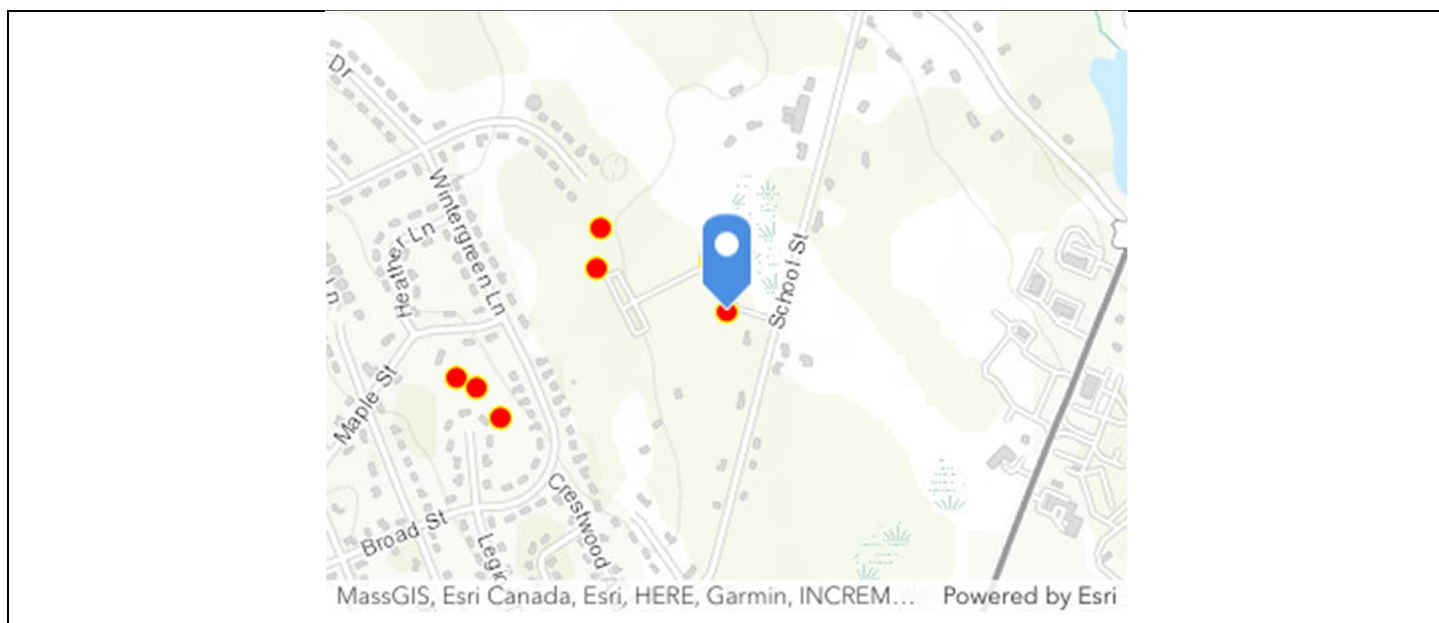 Dr
Wintergreen Ln
Heather Ln
Ln
School St
Maple St
Crestwood
Broad St
Legi
MassGIS, Esri Canada, Esri, HERE, Garmin, INCREM... Powered by Esri